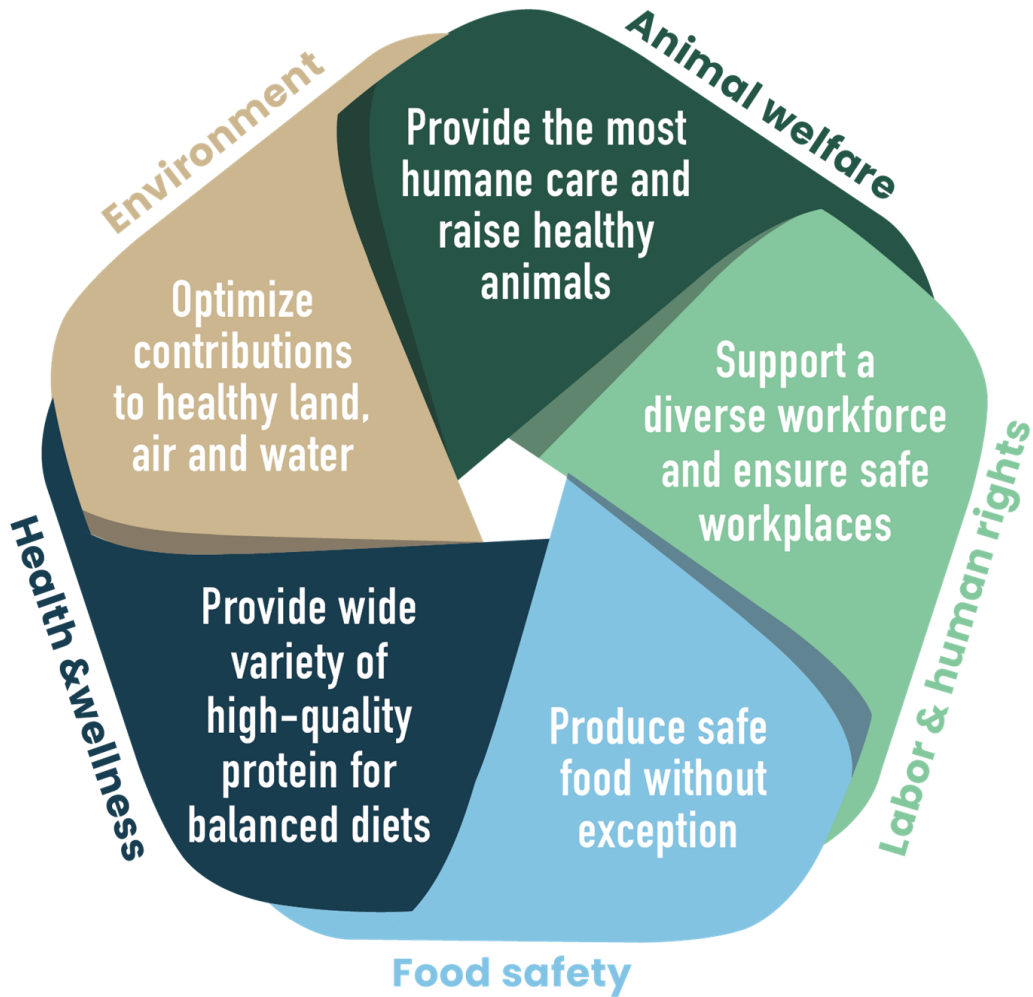 Animal welfare
Provide the most
humane care and
raise healthy
animals
Labor & human rights
Support a
diverse workforce
and ensure safe
workplaces
Food safety
Produce safe
food without
exception
Health &wellness
Provide wide
variety of
high-quality
protein for
balanced diets
Environment
Optimize
contributions
to healthy land,
air and water